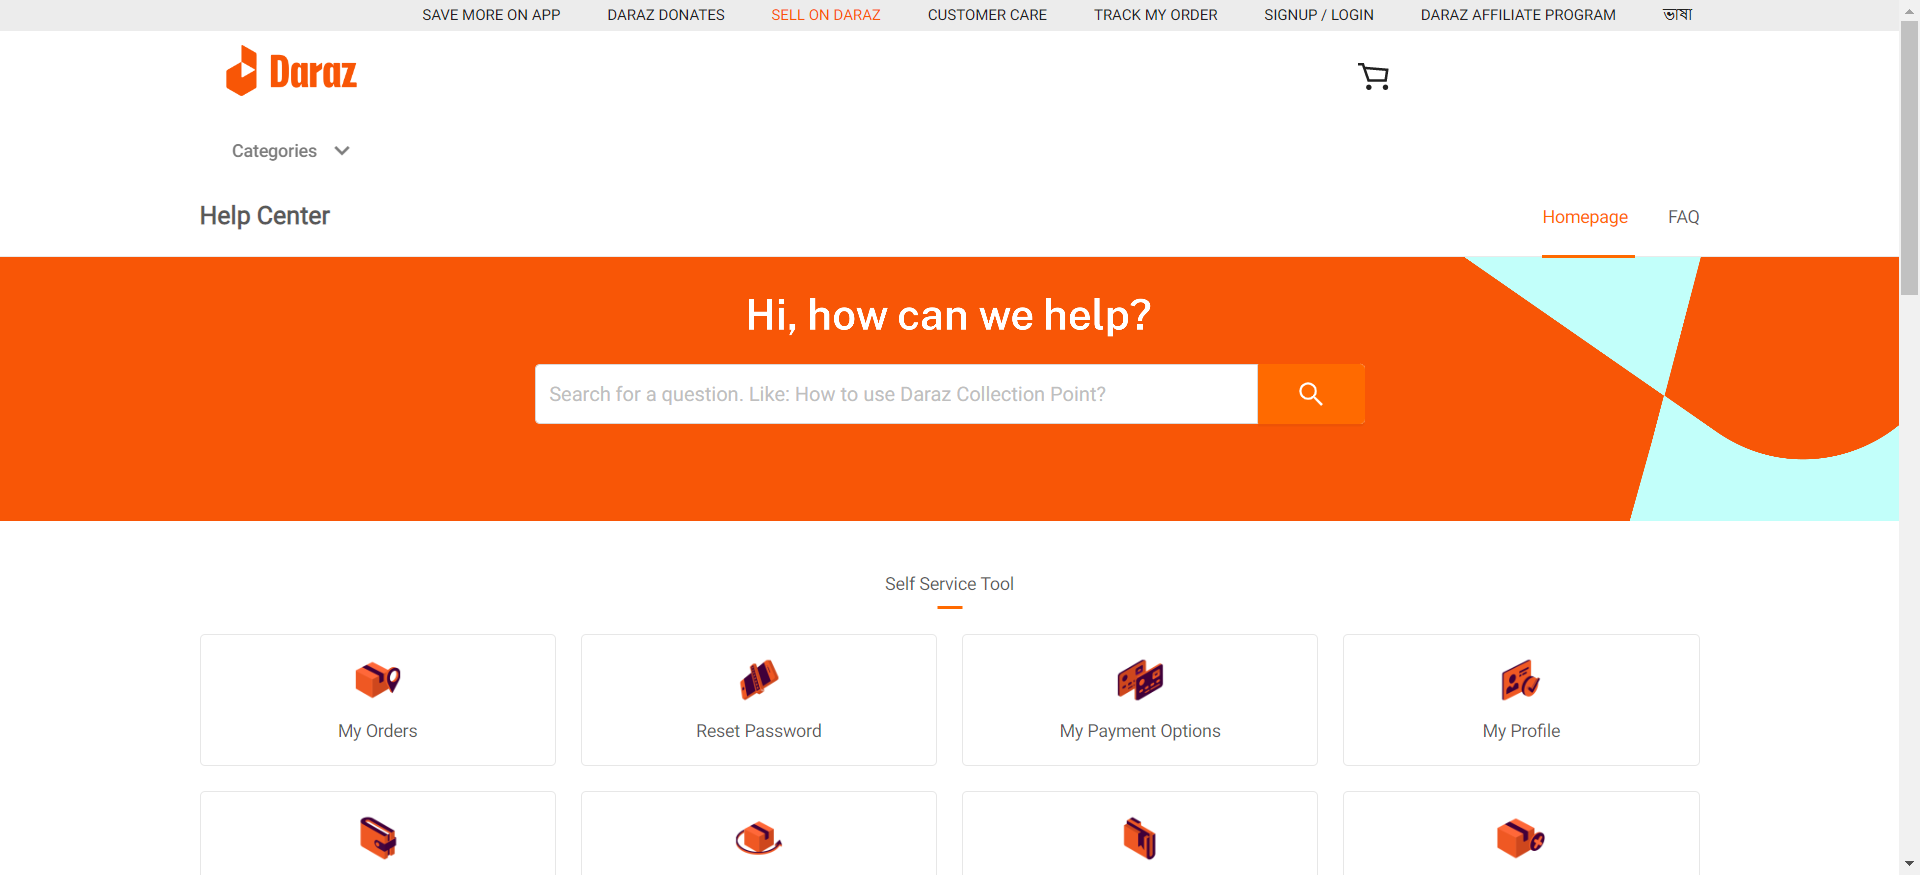 SAVE MORE ON APP DARAZ DONATES SELL ON DARAZ CUSTOMER CARE TRACK MY ORDER SIGNUP / LOGIN DARAZ AFFILIATE PROGRAM ভাষা
Daraz
Categories
Help Center Homepage FAQ
Hi, how can we help?
Search for a question. Like: How to use Daraz Collection Point?
Self Service Tool
My Orders Reset Password My Payment Options My Profile